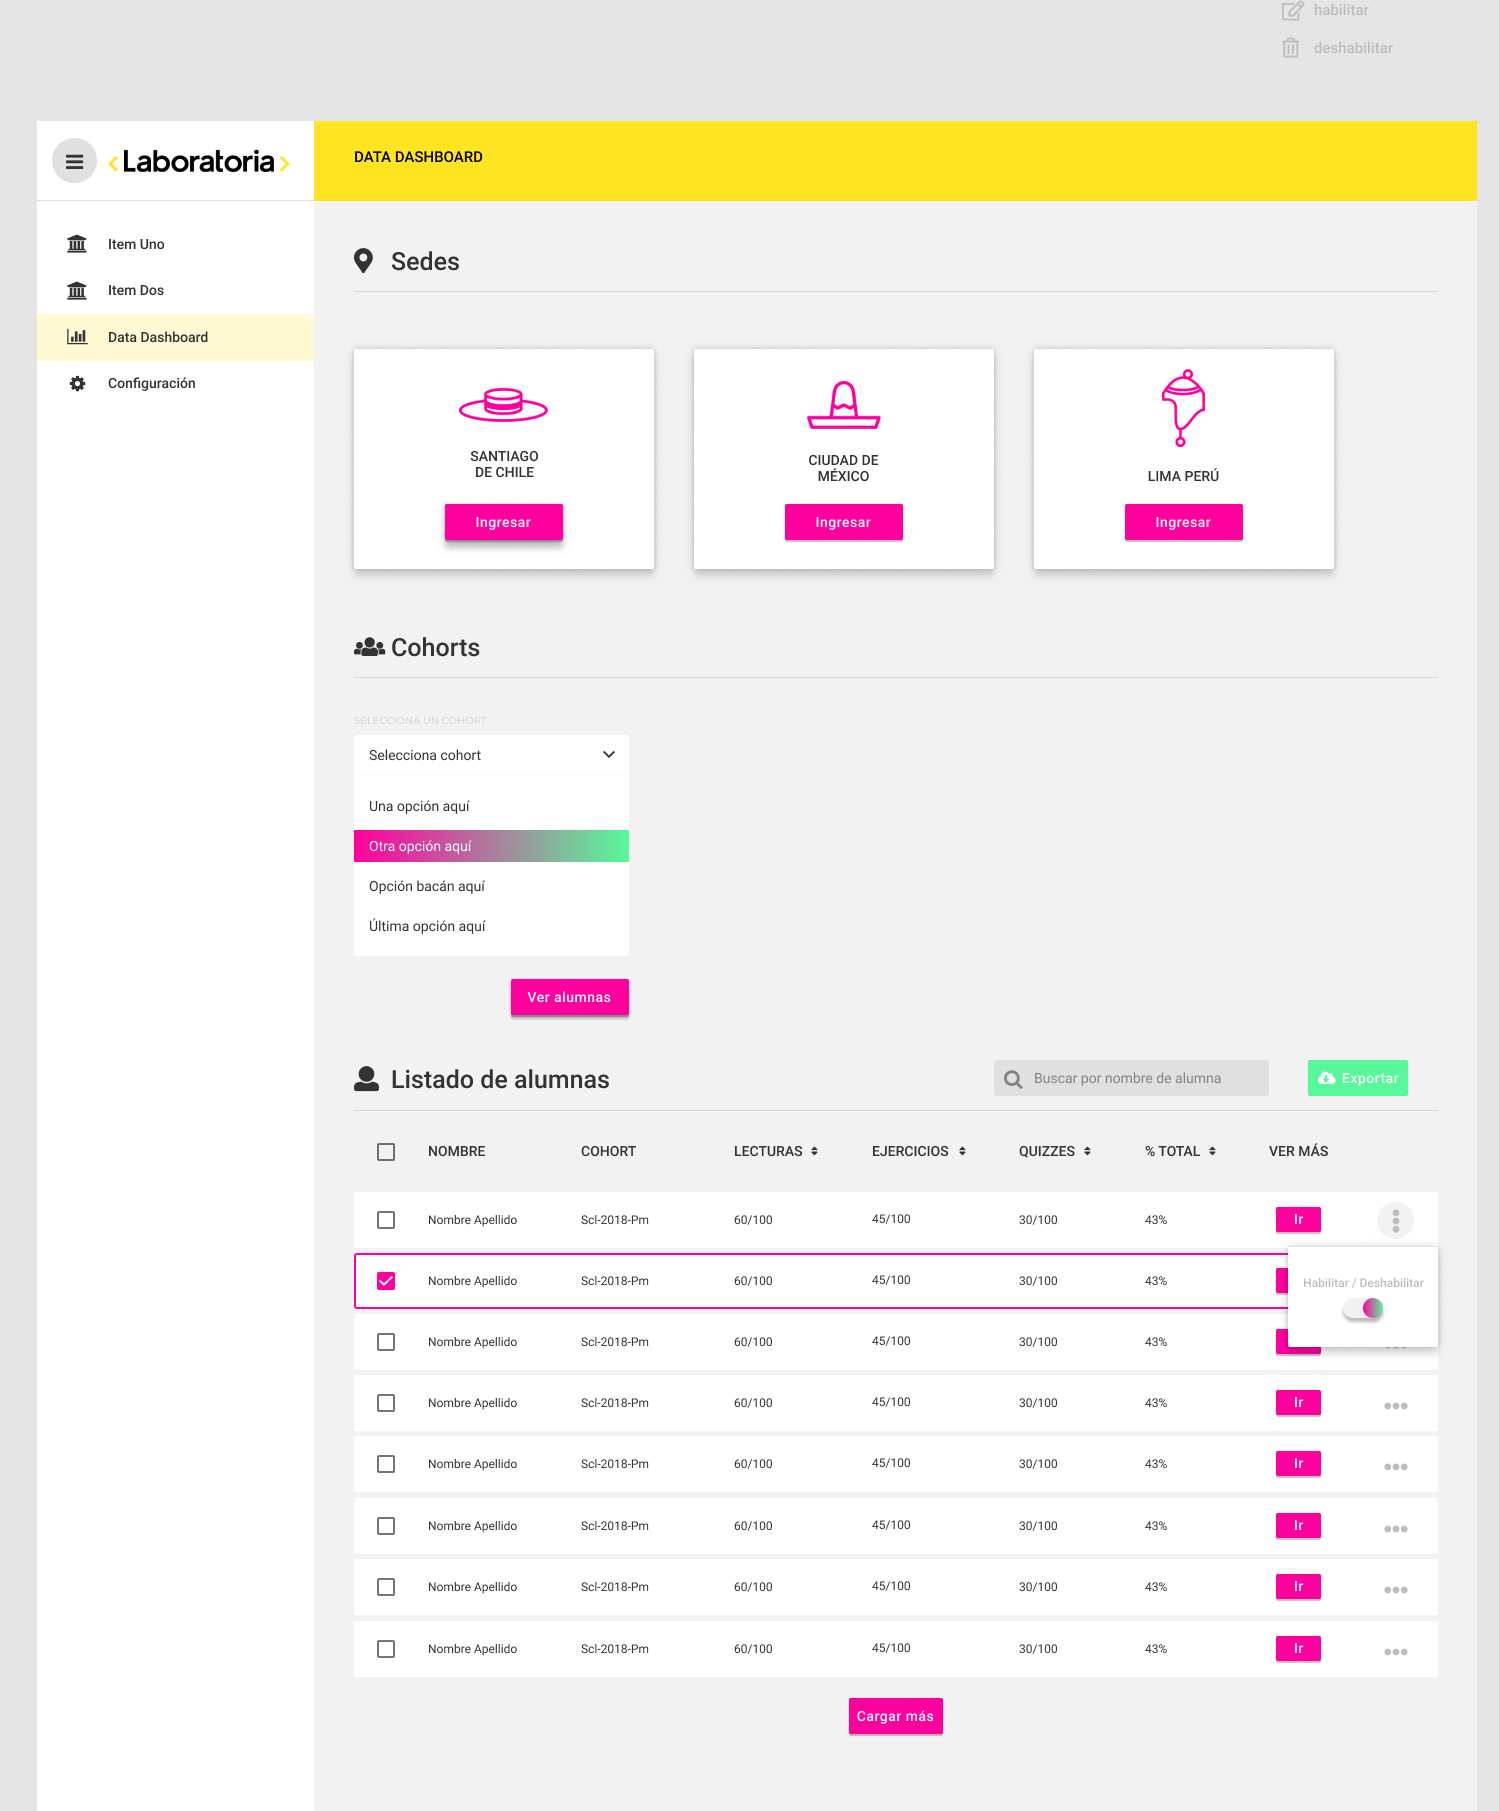 habilitar
deshabilitar
<Laboratoria>
DATA DASHBOARD
Item Uno
Item Dos
Data Dashboard
Configuración
Sedes
SANTIAGO
DE CHILE
Ingresar
CIUDAD DE
MÉXICO
Ingresar
LIMA PERÚ
Ingresar
Cohorts
SELECCIONA UN COHORT
Selecciona cohort
Una opción aquí
Otra opción aquí
Opción bacán aquí
Última opción aquí
Ver alumnas
Listado de alumnas
Buscar por nombre de alumna
Exportar
NOMBRE COHORT LECTURAS EJERCICIOS QUIZZES % TOTAL VER MÁS
Nombre Apellido Scl-2018-Pm 60/100 45/100 30/100 43% Ir
Nombre Apellido Scl-2018-Pm 60/100 45/100 30/100 43%
Habilitar / Deshabilitar
Nombre Apellido Scl-2018-Pm 60/100 45/100 30/100 43%
Nombre Apellido Scl-2018-Pm 60/100 45/100 30/100 43% Ir
Nombre Apellido Scl-2018-Pm 60/100 45/100 30/100 43% Ir
Nombre Apellido Scl-2018-Pm 60/100 45/100 30/100 43% Ir
Nombre Apellido Scl-2018-Pm 60/100 45/100 30/100 43% Ir
Nombre Apellido Scl-2018-Pm 60/100 45/100 30/100 43% Ir
Cargar más